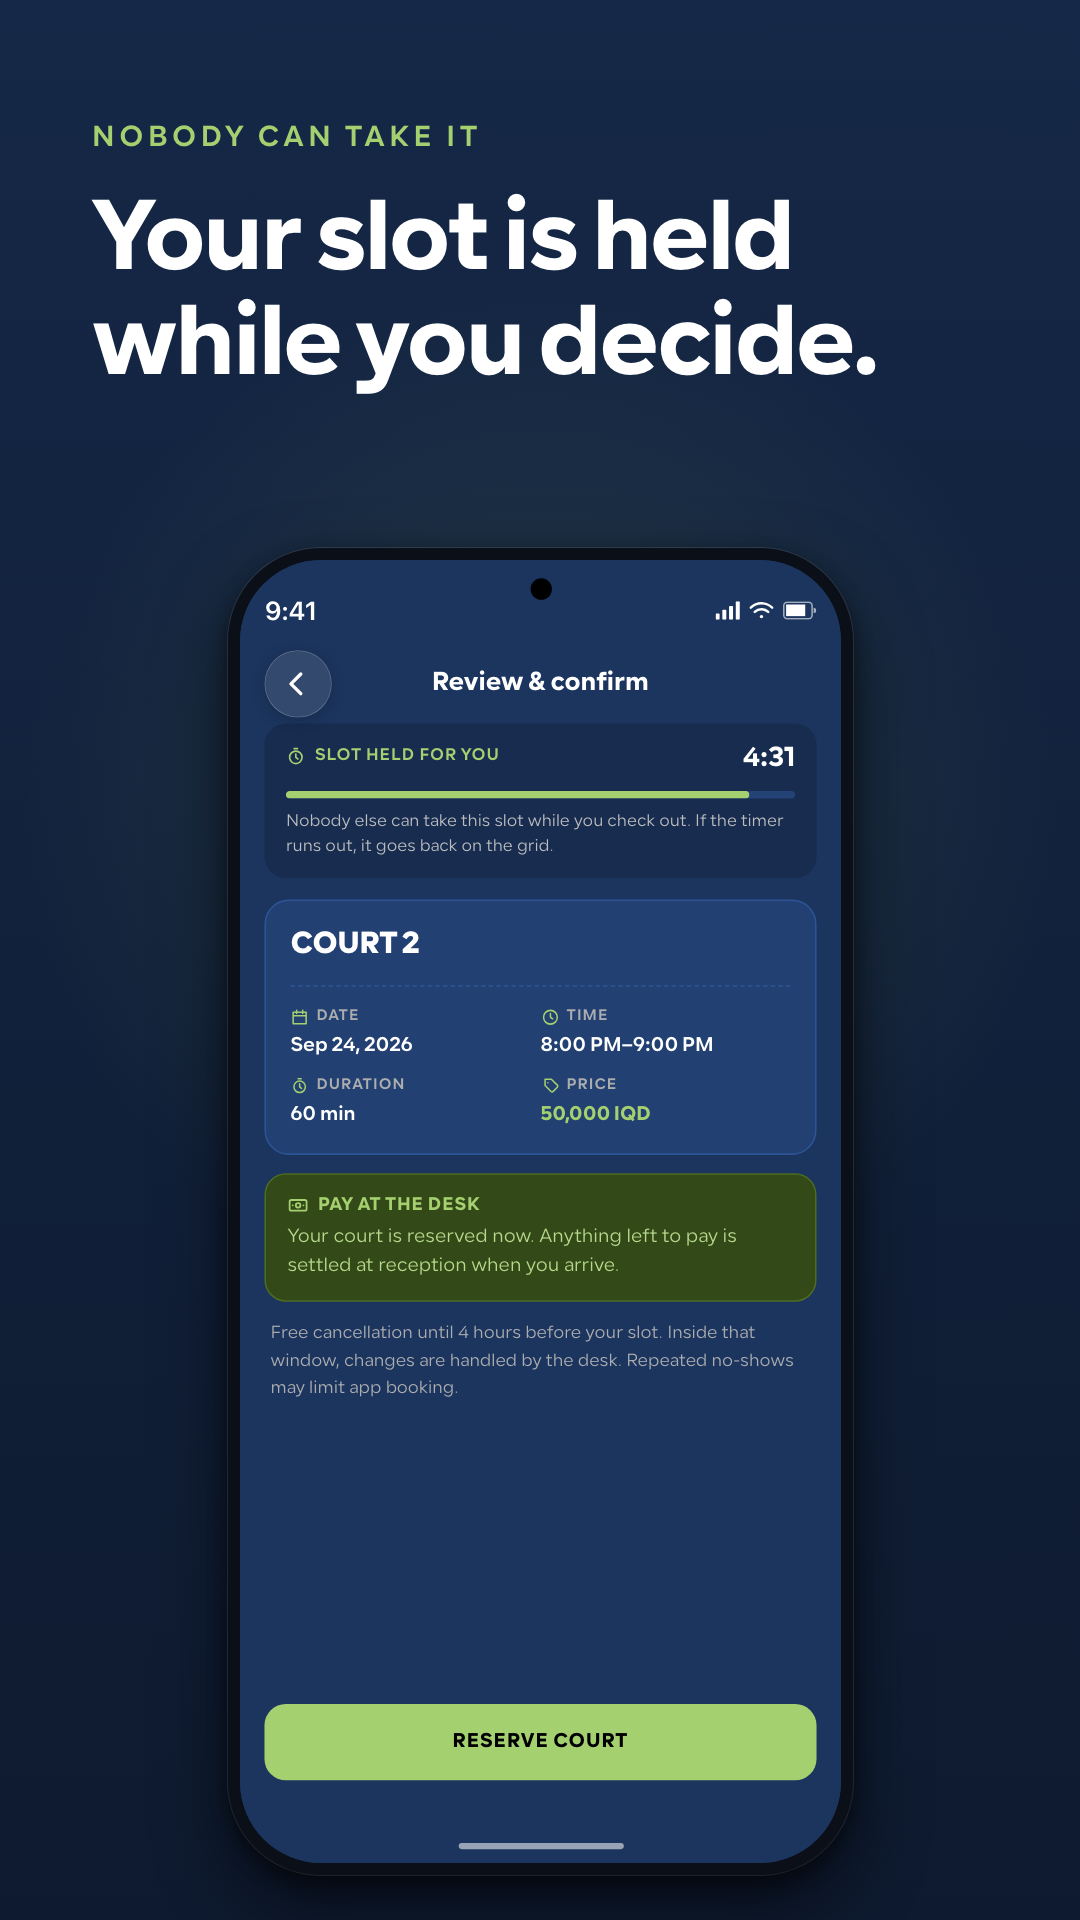 NOBODY CAN TAKE IT
Your slot is held
while you decide.
9:41
Review & confirm
SLOT HELD FOR YOU
4:31
Nobody else can take this slot while you check out. If the timer
runs out, it goes back on the grid.
COURT 2
DATE
TIME
Sep 24, 2026
8:00 PM–9:00 PM
DURATION
PRICE
60 min
50,000 IQD
PAY AT THE DESK
Your court is reserved now. Anything left to pay is
settled at reception when you arrive.
Free cancellation until 4 hours before your slot. Inside that
window, changes are handled by the desk. Repeated no-shows
may limit app booking.
RESERVE COURT